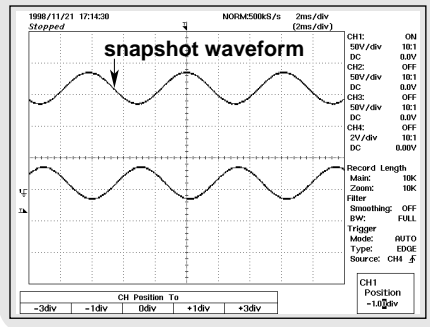 1998/11/21 17:14:30 NORM:500kS/s 2ms/div
Stopped (2ms/div)
snapshot waveform
CH1: ON
50V/div 10:1
DC 0.0V
CH2: OFF
50V/div 10:1
DC 0.0V
CH3: OFF
50V/div 10:1
DC 0.0V
CH4: OFF
2V/div 10:1
DC 0.00V
Record Length
Main: 10K
Zoom: 10K
Filter
Smoothing: OFF
BW: FULL
Trigger
Mode: AUTO
Type: EDGE
Source: CH4
CH1
Position
-1.00div
CH Position To
-3div -1div 0div +1div +3div